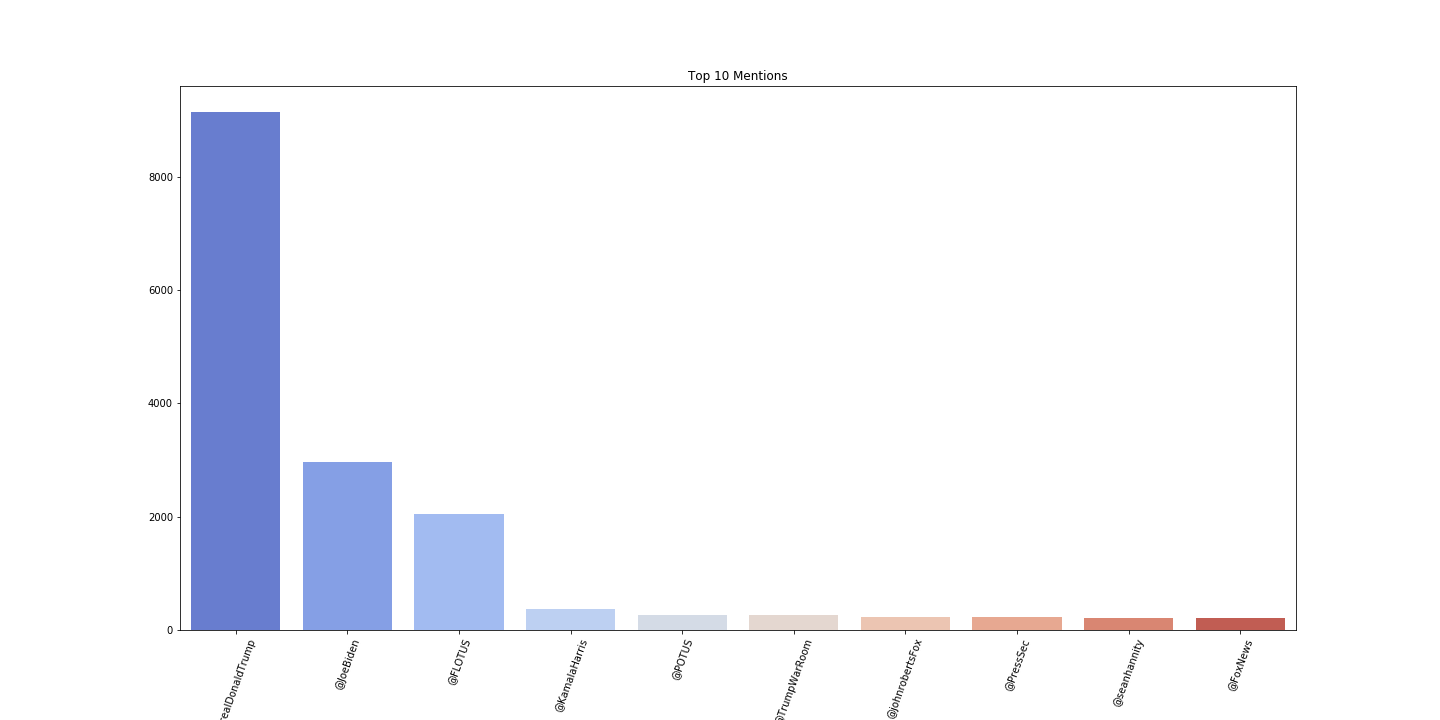 Top 10 Mentions
8000
6000
4000
2000
0
realDonaldTrump
@JoeBiden
@FLOTUS
@KamalaHarris
@POTUS
@TrumpWarRoom
@johnrobertsFox
@PressSec
@seanhannity
@FoxNews